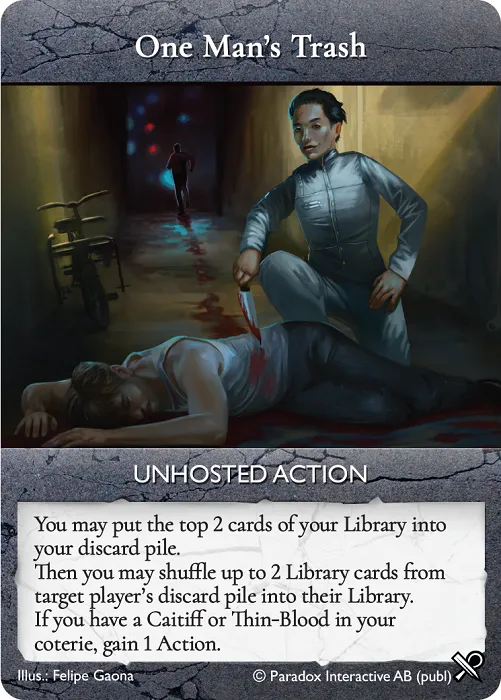 One Man's Trash
UNHOSTED ACTION
You may put the top 2 cards of your Library into
your discard pile.
Then you may shuffle up to 2 Library cards from
target player's discard pile into their Library.
If you have a Caitiff or Thin-Blood in your
coterie, gain 1 Action.
Illus.: Felipe Gaona
© Paradox Interactive AB (publ)